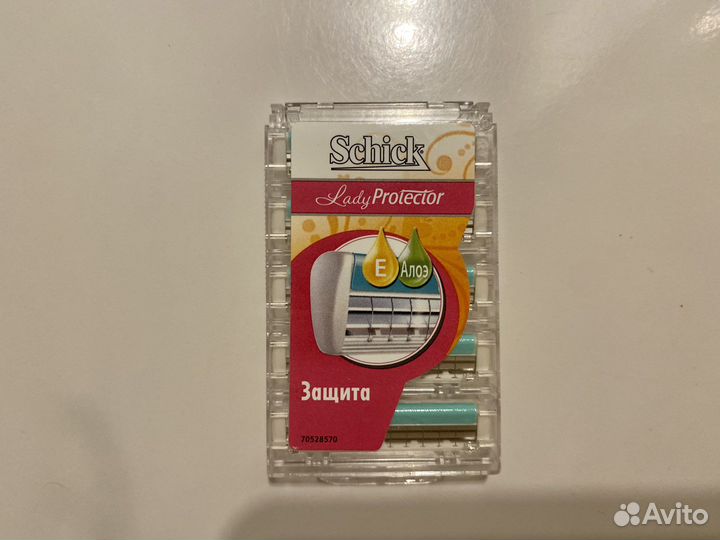 Schick
Lady Protector
E Алоэ
Защита
70528570
Avito